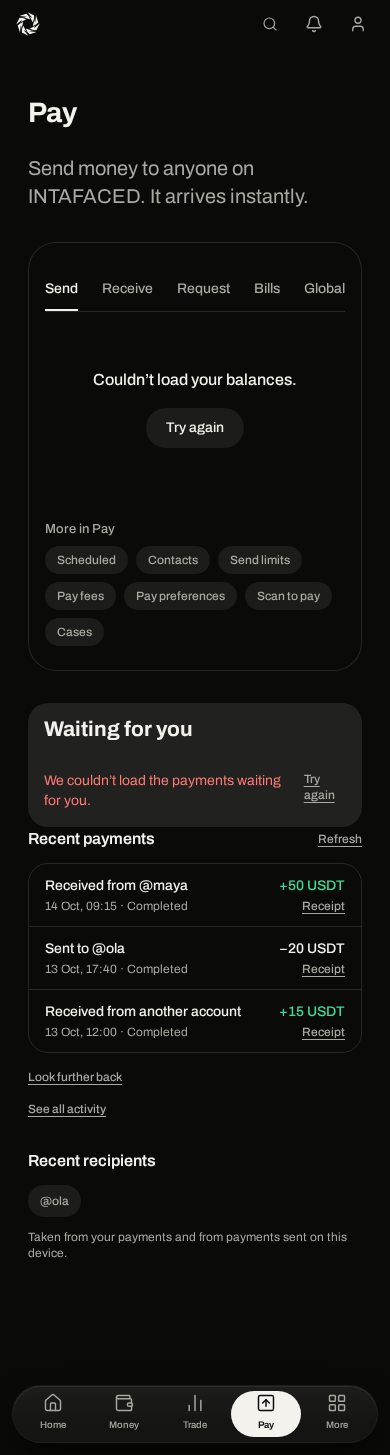 Pay
Send money to anyone on
INTAFACED. It arrives instantly.
Send Receive Request Bills Global
Couldn’t load your balances.
Try again
More in Pay
Scheduled Contacts Send limits
Pay fees Pay preferences Scan to pay
Cases
Waiting for you
We couldn’t load the payments waiting
for you.
Try
again
Recent payments Refresh
Received from @maya +50 USDT
14 Oct, 09:15 · Completed Receipt
Sent to @ola −20 USDT
13 Oct, 17:40 · Completed Receipt
Received from another account +15 USDT
13 Oct, 12:00 · Completed Receipt
Look further back
See all activity
Recent recipients
@ola
Taken from your payments and from payments sent on this
device.
Home Money Trade Pay More